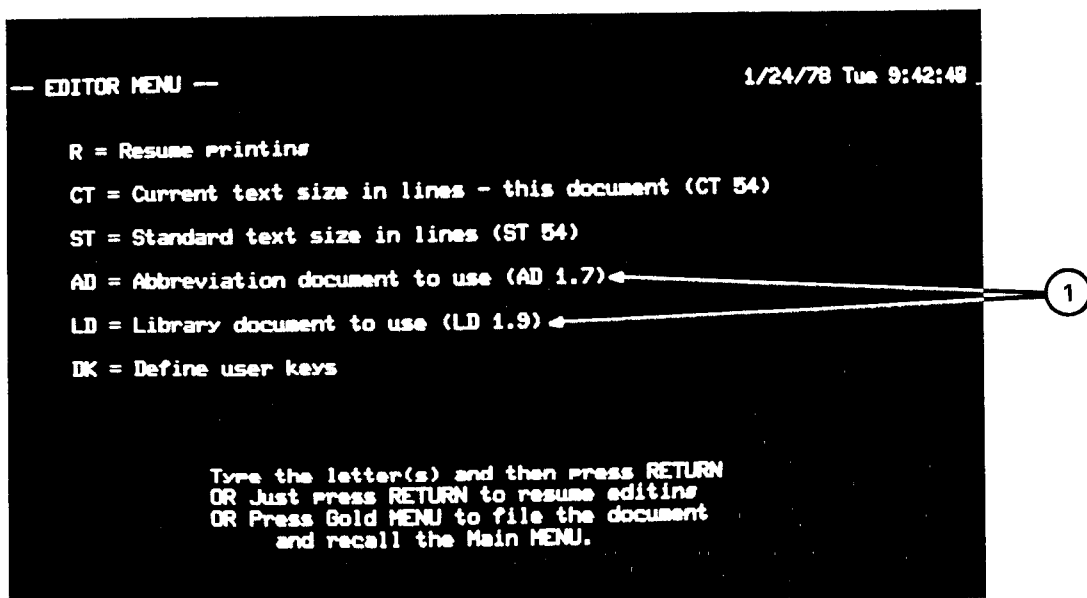 — EDITOR MENU — 1/24/78 Tue 9:42:48
R = Resume printing
CT = Current text size in lines - this document (CT 54)
ST = Standard text size in lines (ST 54)
AD = Abbreviation document to use (AD 1.7)
1
LD = Library document to use (LD 1.9)
DK = Define user keys
Type the letter(s) and then press RETURN
OR Just press RETURN to resume editing
OR Press Gold MENU to file the document
and recall the Main MENU.